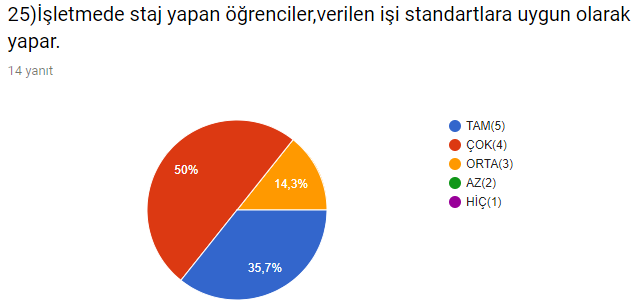 25)İşletmede staj yapan öğrenciler,verilen işi standartlara uygun olarak
yapar.
14 yanıt
TAM(5)
ÇOK(4)
ORTA(3)
AZ(2)
HİÇ(1)
50%
14,3%
35,7%